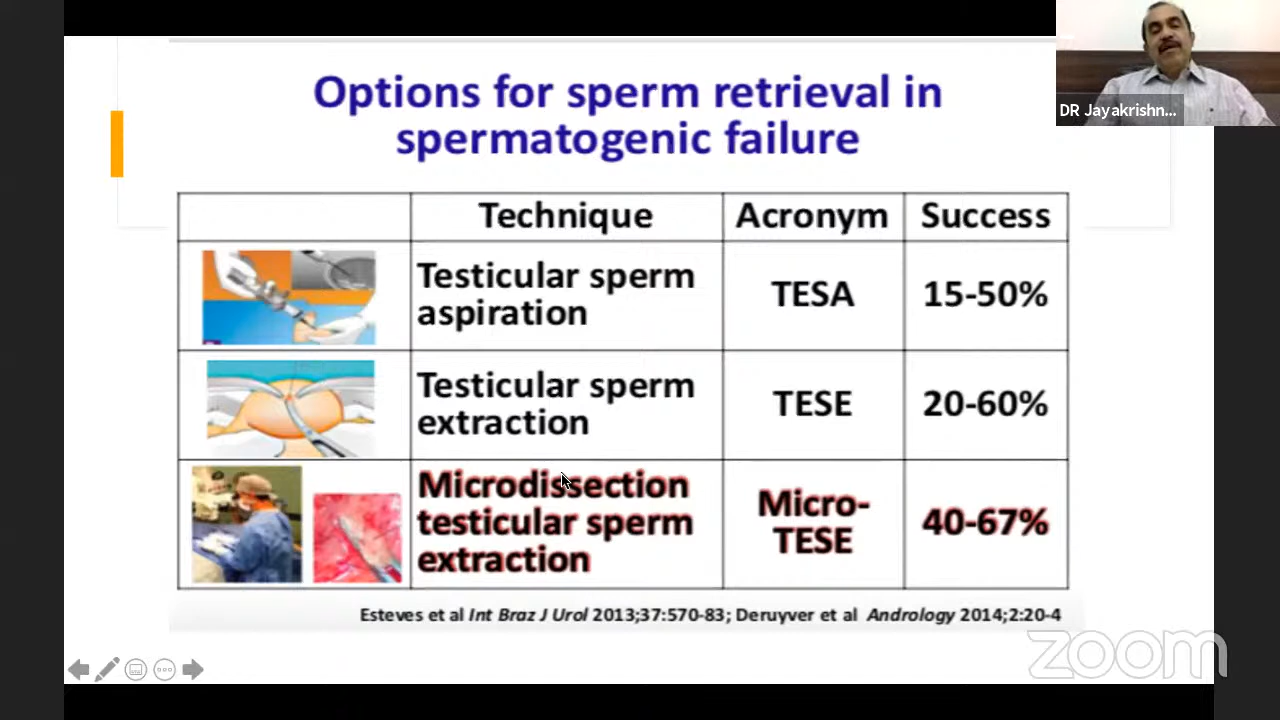 Options for sperm retrieval in
spermatogenic failure
DR Jayakrishn...
Technique Acronym Success
Testicular sperm
aspiration
TESA 15-50%
Testicular sperm
extraction
TESE 20-60%
Microdissection
testicular sperm
extraction
Micro-
TESE
40-67%
Esteves et al Int Braz J Urol 2013;37:570-83; Deruyver et al Andrology 2014;2:20-4
zoom